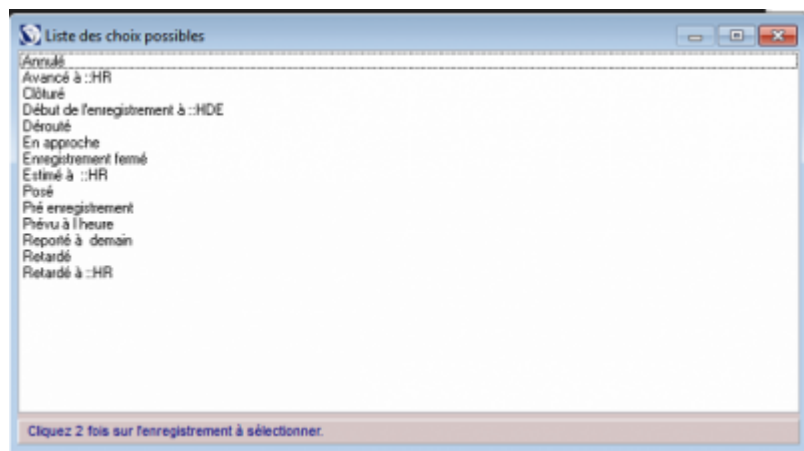 Liste des choix possibles
Annulé
Avancé à ::HR
Clôturé
Début de l'enregistrement à ::HDE
Dérouté
En approche
Enregistrement fermé
Estimé à ::HR
Posé
Pré enregistrement
Prévu à l heure
Reporté à demain
Retardé
Retardé à ::HR
Cliquez 2 fois sur l'enregistrement à sélectionner.